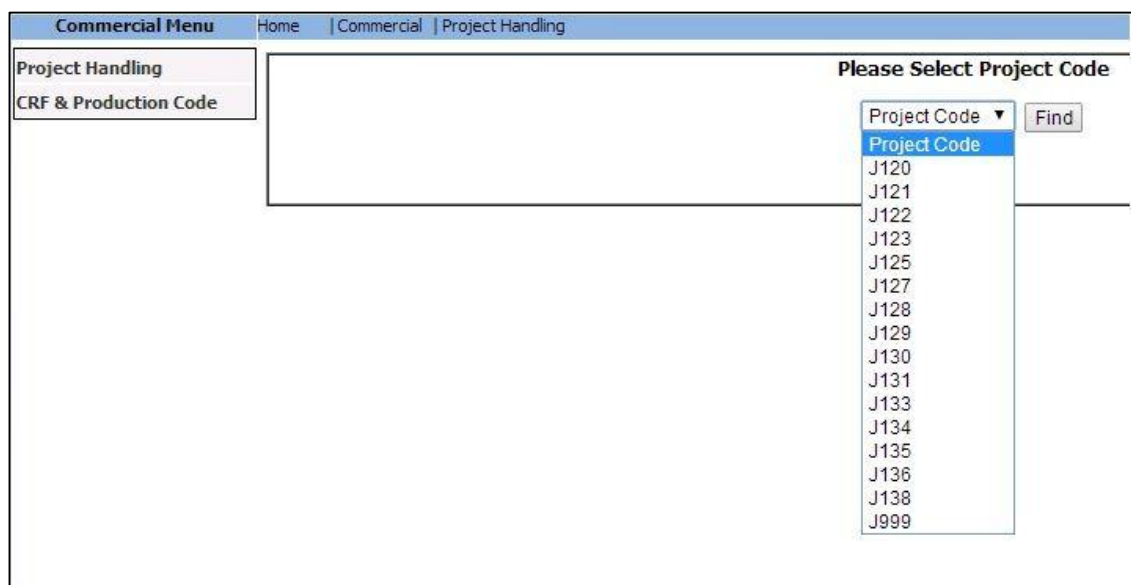 Commercial Menu Home | Commercial | Project Handling
Project Handling
CRF & Production Code
Please Select Project Code
Project Code ▼ Find
Project Code
J120
J121
J122
J123
J125
J127
J128
J129
J130
J131
J133
J134
J135
J136
J138
J999